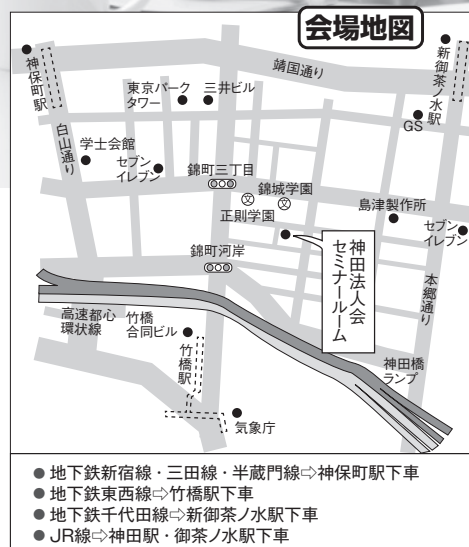 会場地図
神保町駅
靖国通り
新御茶ノ水駅
東京パーク
タワー
三井ビル
白山通り
GS
学士会館
セブン
イレブン
錦町三丁目
錦城学園
文
文
正則学園
島津製作所
セブン
イレブン
神田法人会
セミナールーム
錦町河岸
本郷通り
高速都心
環状線
竹橋
合同ビル
竹橋駅
神田橋
ランプ
気象庁
● 地下鉄新宿線・三田線・半蔵門線⇨神保町駅下車
● 地下鉄東西線⇨竹橋駅下車
● 地下鉄千代田線⇨新御茶ノ水駅下車
● JR線⇨神田駅・御茶ノ水駅下車